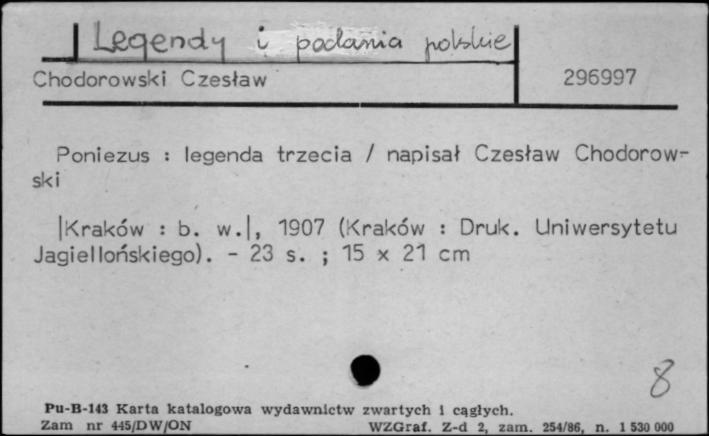 Legendy i podania polskie
Chodorowski Czesław 296997
Poniezus : legenda trzecia / napisał Czesław Chodorow-
ski
|Kraków : b. w.|, 1907 (Kraków : Druk. Uniwersytetu
Jagiellońskiego). - 23 s. ; 15 x 21 cm
8
Pu-B-143 Karta katalogowa wydawnictw zwartych i cągłych.
Zam nr 445/DW/ON WZGraf. Z-d 2, zam. 254/86, n. 1 530 000